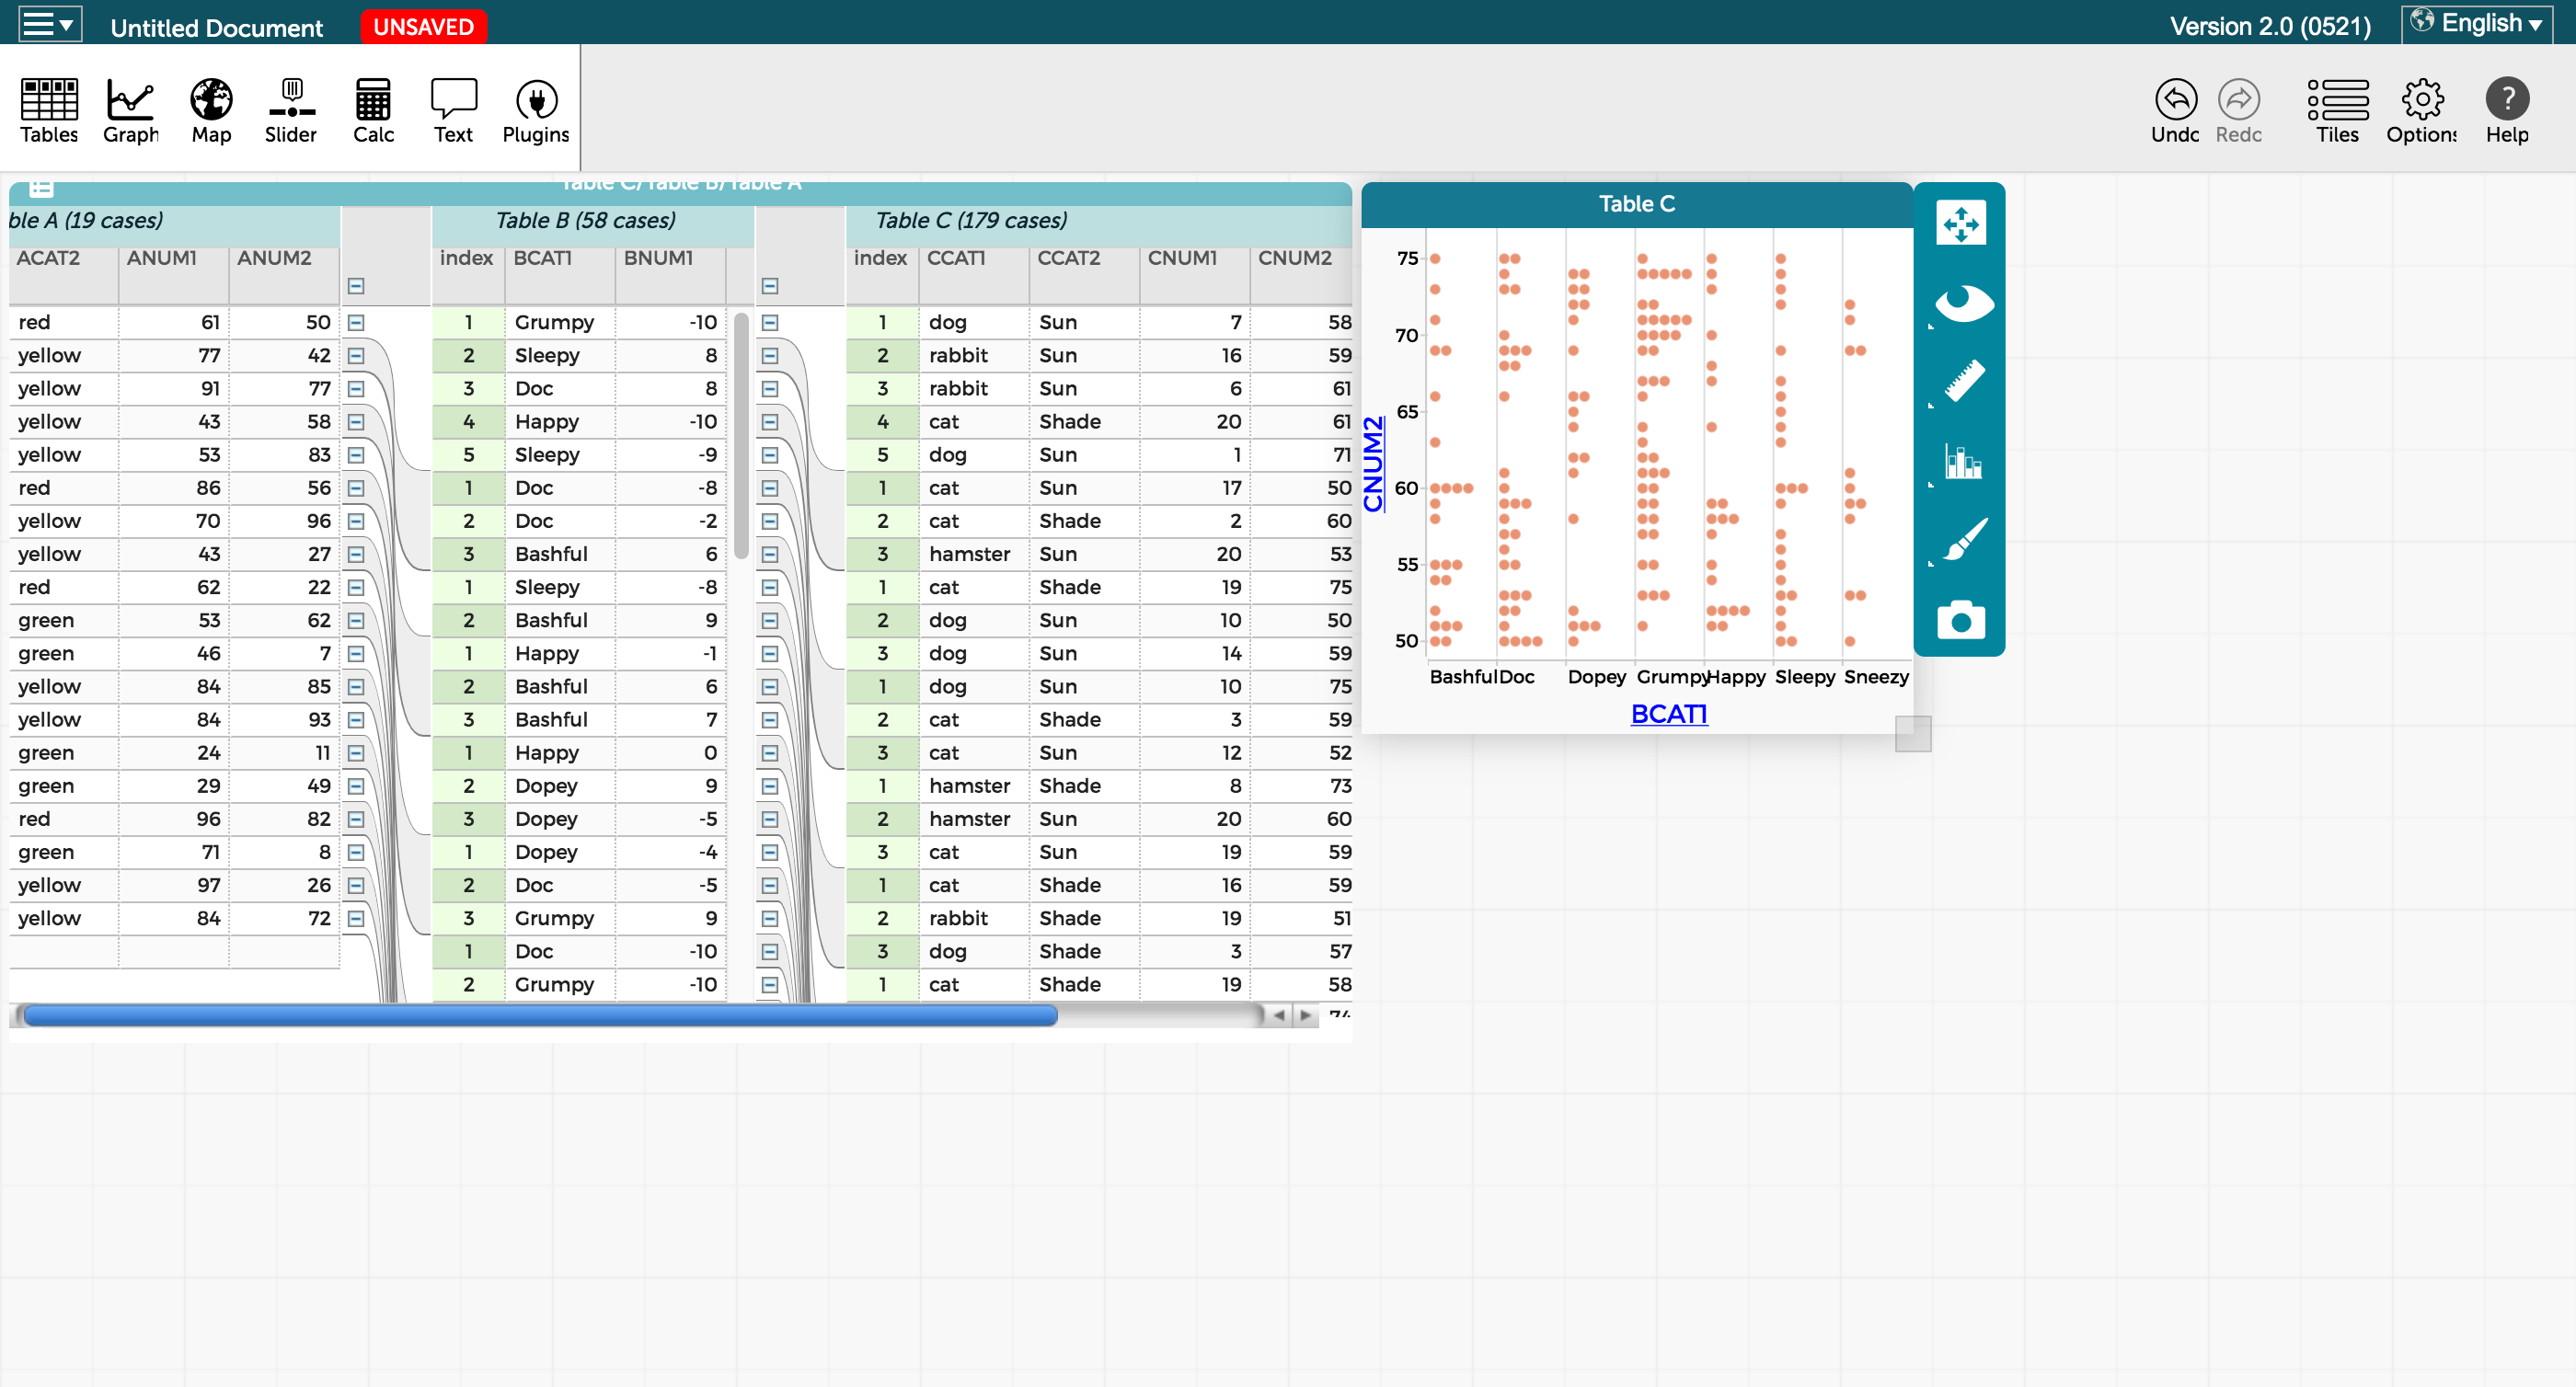 Untitled Document UNSAVED Version 2.0 (0521) English
Tables Graph Map Slider Calc Text Plugins Undo Redo Tiles Options Help
Table C/Table B/Table A
ble A (19 cases) Table B (58 cases) Table C (179 cases)
ACAT2 ANUM1 ANUM2 index BCAT1 BNUM1 index CCAT1 CCAT2 CNUM1 CNUM2
red 61 50 1 Grumpy -10 1 dog Sun 7 58
yellow 77 42 2 Sleepy 8 2 rabbit Sun 16 59
yellow 91 77 3 Doc 8 3 rabbit Sun 6 61
yellow 43 58 4 Happy -10 4 cat Shade 20 61
yellow 53 83 5 Sleepy -9 5 dog Sun 1 71
red 86 56 1 Doc -8 1 cat Sun 17 50
yellow 70 96 2 Doc -2 2 cat Shade 2 60
yellow 43 27 3 Bashful 6 3 hamster Sun 20 53
red 62 22 1 Sleepy -8 1 cat Shade 19 75
green 53 62 2 Bashful 9 2 dog Sun 10 50
green 46 7 1 Happy -1 3 dog Sun 14 59
yellow 84 85 2 Bashful 6 1 dog Sun 10 75
yellow 84 93 3 Bashful 7 2 cat Shade 3 59
green 24 11 1 Happy 0 3 cat Sun 12 52
green 29 49 2 Dopey 9 1 hamster Shade 8 73
red 96 82 3 Dopey -5 2 hamster Sun 20 60
green 71 8 1 Dopey -4 3 cat Sun 19 59
yellow 97 26 2 Doc -5 1 cat Shade 16 59
yellow 84 72 3 Grumpy 9 2 rabbit Shade 19 51
1 Doc -10 3 dog Shade 3 57
2 Grumpy -10 1 cat Shade 19 58
74
Table C
75
70
65
60
55
50
CNUM2
Bashful Doc Dopey Grumpy Happy Sleepy Sneezy
BCAT1